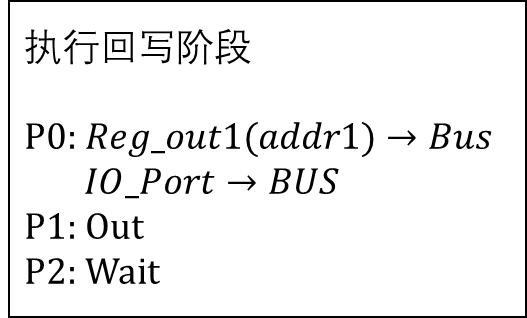 执行回写阶段
P0: Reg_out1(addr1) → Bus
IO_Port → BUS
P1: Out
P2: Wait